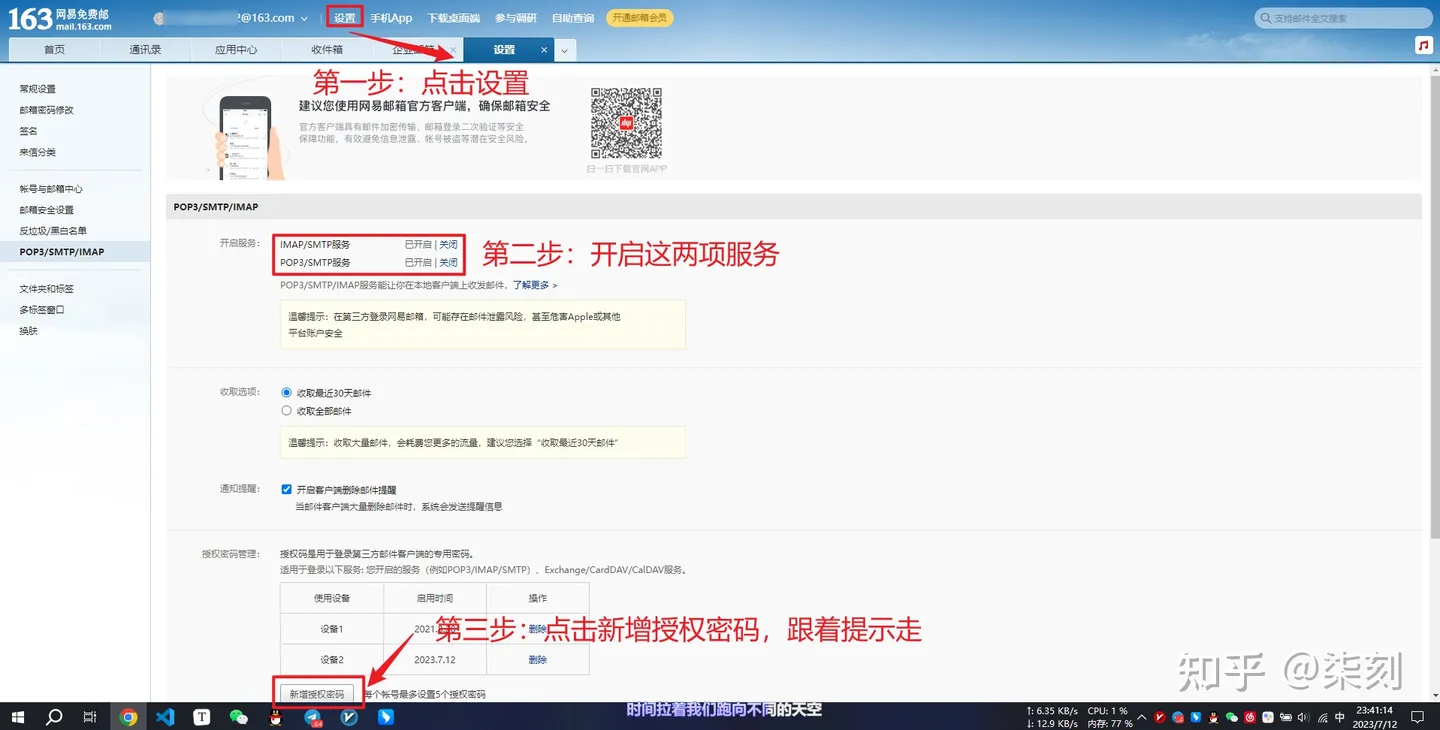 163 网易免费邮
mail.163.com
?@163.com
设置
手机App
下载桌面端
参与调研
自助查询
开通邮箱会员
支持邮件全文搜索
首页
通讯录
应用中心
收件箱
设置
第一步：点击设置
常规设置
邮箱密码修改
签名
来信分类
帐号与邮箱中心
邮箱安全设置
反垃圾/黑白名单
POP3/SMTP/IMAP
文件夹和标签
多标签窗口
换肤
建议您使用网易邮箱官方客户端，确保邮箱安全
官方客户端具有邮件加密传输、邮箱登录二次验证等安全
保障功能，有效避免信息泄露、帐号被盗等潜在安全风险。
扫一扫下载官网APP
POP3/SMTP/IMAP
开启服务：
IMAP/SMTP服务 已开启 | 关闭
POP3/SMTP服务 已开启 | 关闭
第二步：开启这两项服务
POP3/SMTP/IMAP服务能让你在本地客户端上收发邮件，了解更多 >
温馨提示：在第三方登录网易邮箱，可能存在邮件泄露风险，甚至危害Apple或其他
平台账户安全
收取选项：
收取最近30天邮件
收取全部邮件
温馨提示：收取大量邮件，会耗费您更多的流量，建议您选择“收取最近30天邮件”
通知提醒：
开启客户端删除邮件提醒
当邮件客户端大量删除邮件时，系统会发送提醒信息
授权密码管理：
授权码是用于登录第三方邮件客户端的专用密码。
适用于登录以下服务: 您开启的服务（例如POP3/IMAP/SMTP）、Exchange/CardDAV/CalDAV服务。
使用设备 启用时间 操作
设备1 2021. 删除
第三步：点击新增授权密码，跟着提示走
设备2 2023.7.12 删除
新增授权密码
每个帐号最多设置5个授权密码
知乎 @柒刻
时间拉着我们跑向不同的天空
↑: 6.35 KB/s CPU: 1 %
↓: 12.9 KB/s 内存: 77 %
中
23:41:14
2023/7/12